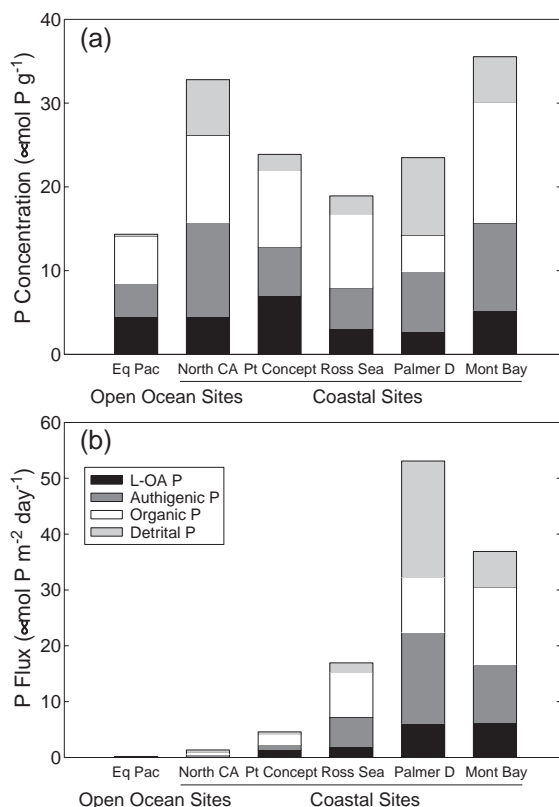 (a)
P Concentration (∝mol P g⁻¹)
40
30
20
10
0
Eq Pac North CA Pt Concept Ross Sea Palmer D Mont Bay
Open Ocean Sites Coastal Sites
(b)
P Flux (∝mol P m⁻² day⁻¹)
60
50
40
30
20
10
0
L-OA P
Authigenic P
Organic P
Detrital P
Eq Pac North CA Pt Concept Ross Sea Palmer D Mont Bay
Open Ocean Sites Coastal Sites